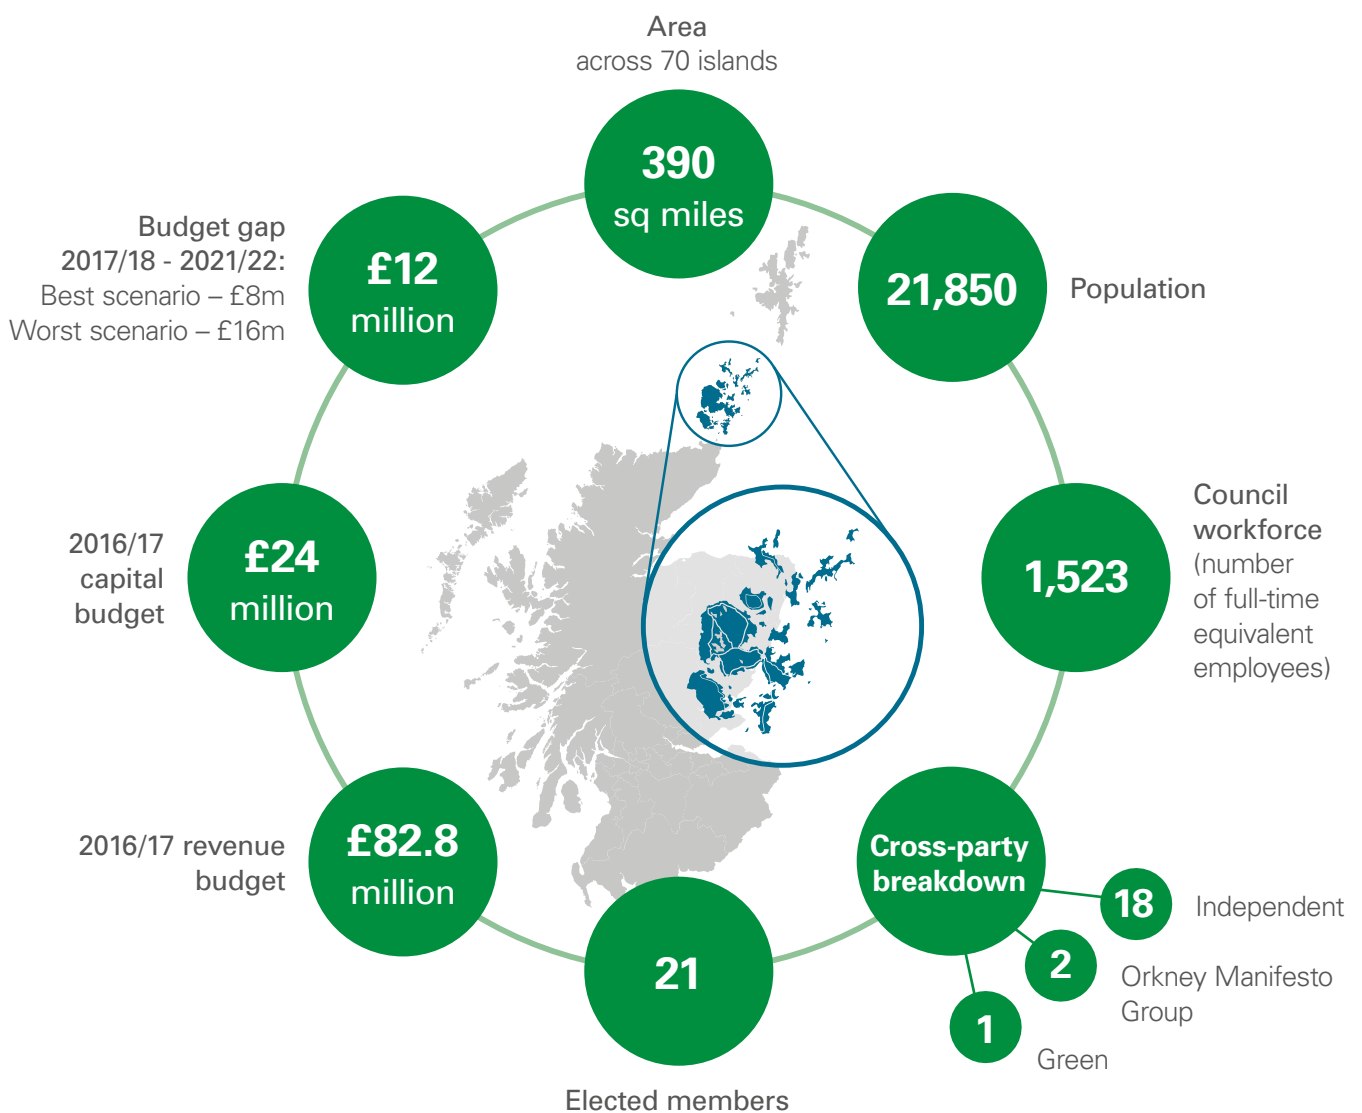 Area
across 70 islands
390
sq miles
21,850
Population
Council
workforce
(number
of full-time
equivalent
employees)
1,523
Cross-party
breakdown
18
Independent
2
Orkney Manifesto
Group
1
Green
21
Elected members
2016/17 revenue
budget
£82.8
million
2016/17
capital
budget
£24
million
Budget gap
2017/18 - 2021/22:
Best scenario – £8m
Worst scenario – £16m
£12
million